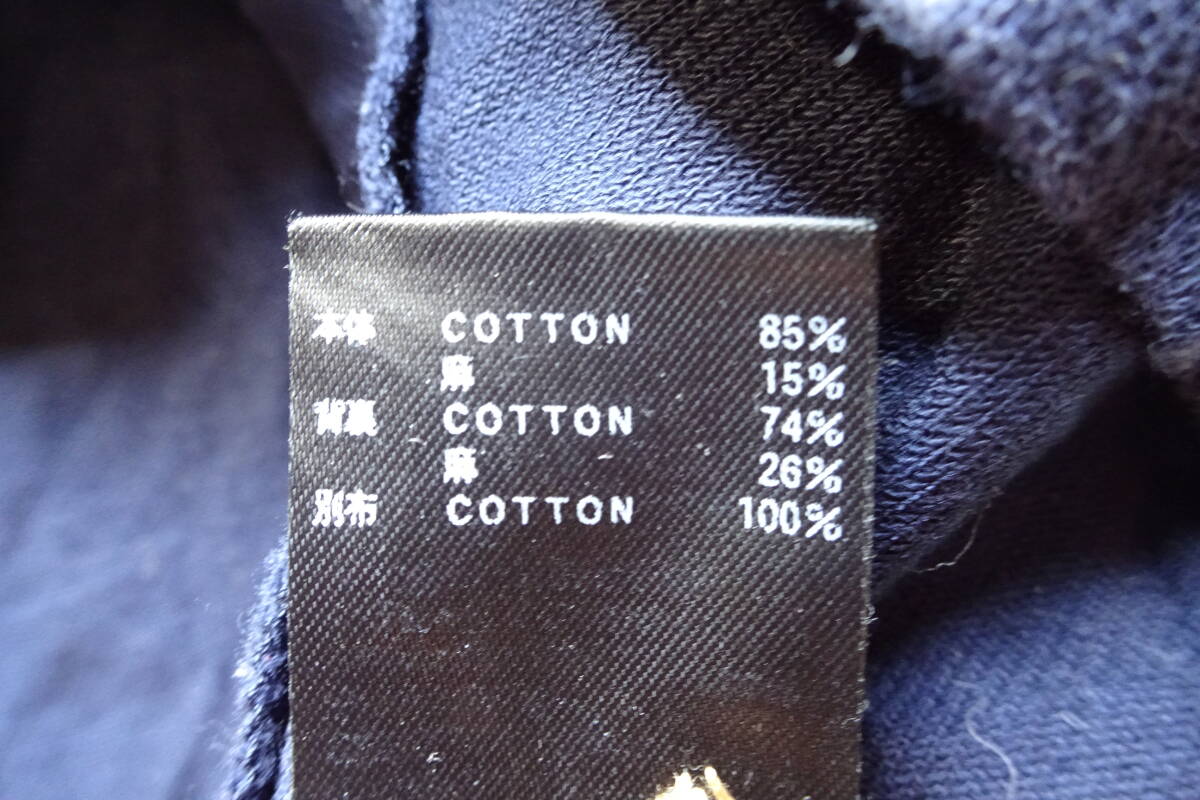 本体 COTTON 85%
麻 15%
背裏 COTTON 74%
麻 26%
別布 COTTON 100%